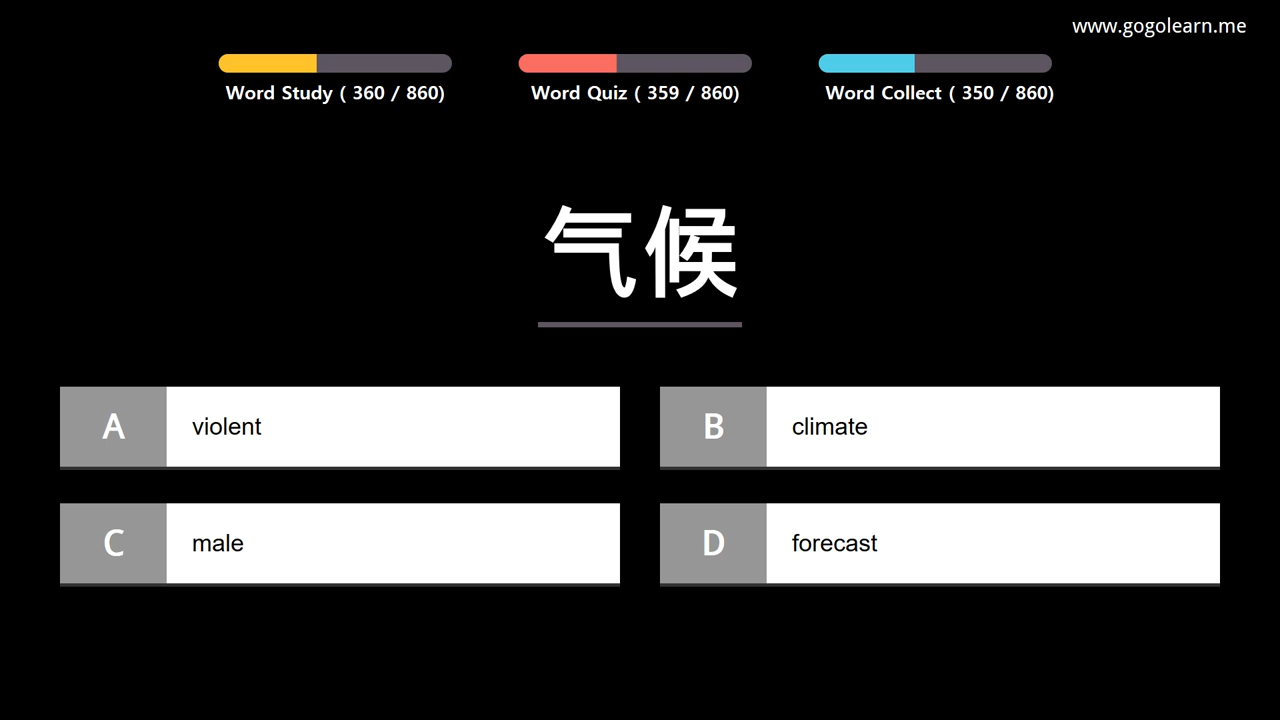 www.gogolearn.me
Word Study ( 360 / 860)
Word Quiz ( 359 / 860)
Word Collect ( 350 / 860)
气候
A violent
B climate
C male
D forecast